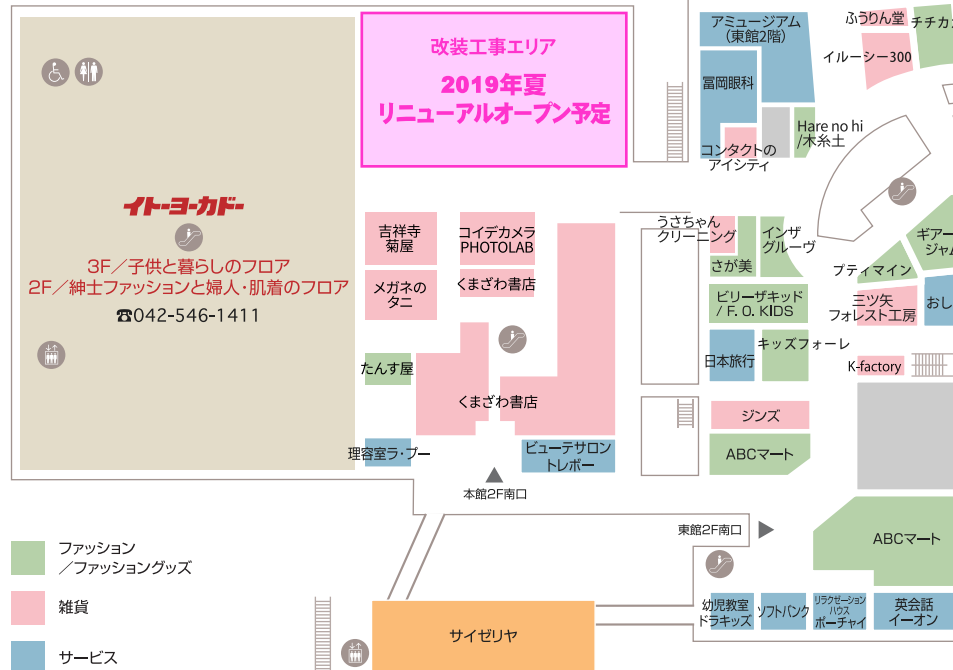 改装工事エリア
2019年夏
リニューアルオープン予定
アミュージアム
(東館2階)
冨岡眼科
コンタクトの
アイシティ
Hare no hi
/木糸土
ふうりん堂
チチカ
イルーシー300
イトーヨーカドー
3F/子供と暮らしのフロア
2F/紳士ファッションと婦人・肌着のフロア
☎042-546-1411
吉祥寺
菊屋
コイデカメラ
PHOTOLAB
メガネの
タニ
くまざわ書店
たんす屋
くまざわ書店
理容室ラ・プー
ビューテサロン
トレボー
本館2F南口
うさちゃん
クリーニング
さが美
インザ
グルーヴ
ビリーザキッド
/ F. O. KIDS
日本旅行
キッズフォーレ
ジンズ
ABCマート
プティマイン
ギアー
ジャム
三ツ矢
フォレスト工房
おし
K-factory
東館2F南口
ABCマート
幼児教室
ドラキッズ
ソフトバンク
リラクゼーション
ハウス
ボーチャイ
英会話
イーオン
サイゼリヤ
ファッション
/ファッショングッズ
雑貨
サービス